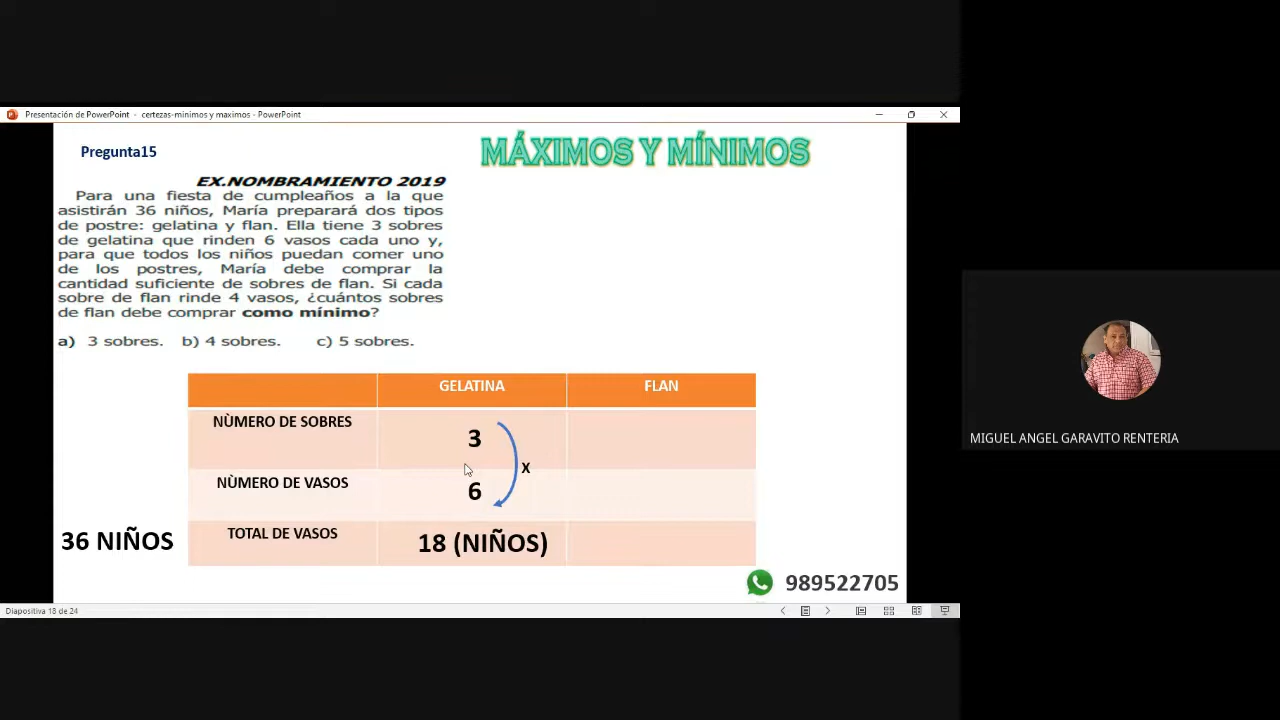 Presentación de PowerPoint - certezas-minimos y maximos - PowerPoint
Pregunta15
MÁXIMOS Y MÍNIMOS
EX.NOMBRAMIENTO 2019
Para una fiesta de cumpleaños a la que
asistirán 36 niños, María preparará dos tipos
de postre: gelatina y flan. Ella tiene 3 sobres
de gelatina que rinden 6 vasos cada uno y,
para que todos los niños puedan comer uno
de los postres, María debe comprar la
cantidad suficiente de sobres de flan. Si cada
sobre de flan rinde 4 vasos, ¿cuántos sobres
de flan debe comprar como mínimo?
a) 3 sobres. b) 4 sobres. c) 5 sobres.
GELATINA FLAN
NÙMERO DE SOBRES 3
X
NÙMERO DE VASOS 6
36 NIÑOS TOTAL DE VASOS 18 (NIÑOS)
989522705
Diapositiva 18 de 24
MIGUEL ANGEL GARAVITO RENTERIA